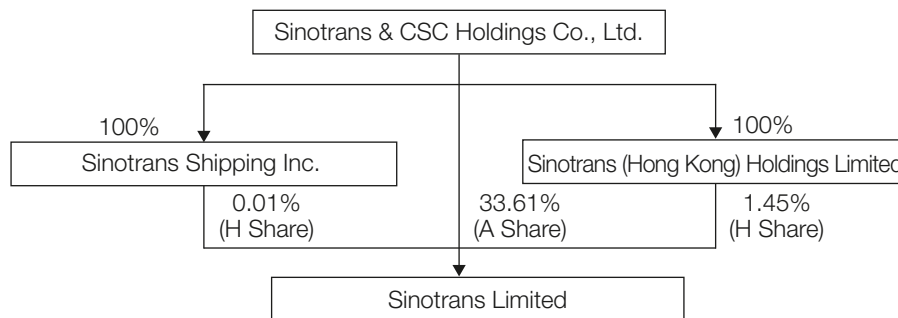 Sinotrans & CSC Holdings Co., Ltd.
100%
100%
Sinotrans Shipping Inc.
Sinotrans (Hong Kong) Holdings Limited
0.01%
(H Share)
33.61%
(A Share)
1.45%
(H Share)
Sinotrans Limited